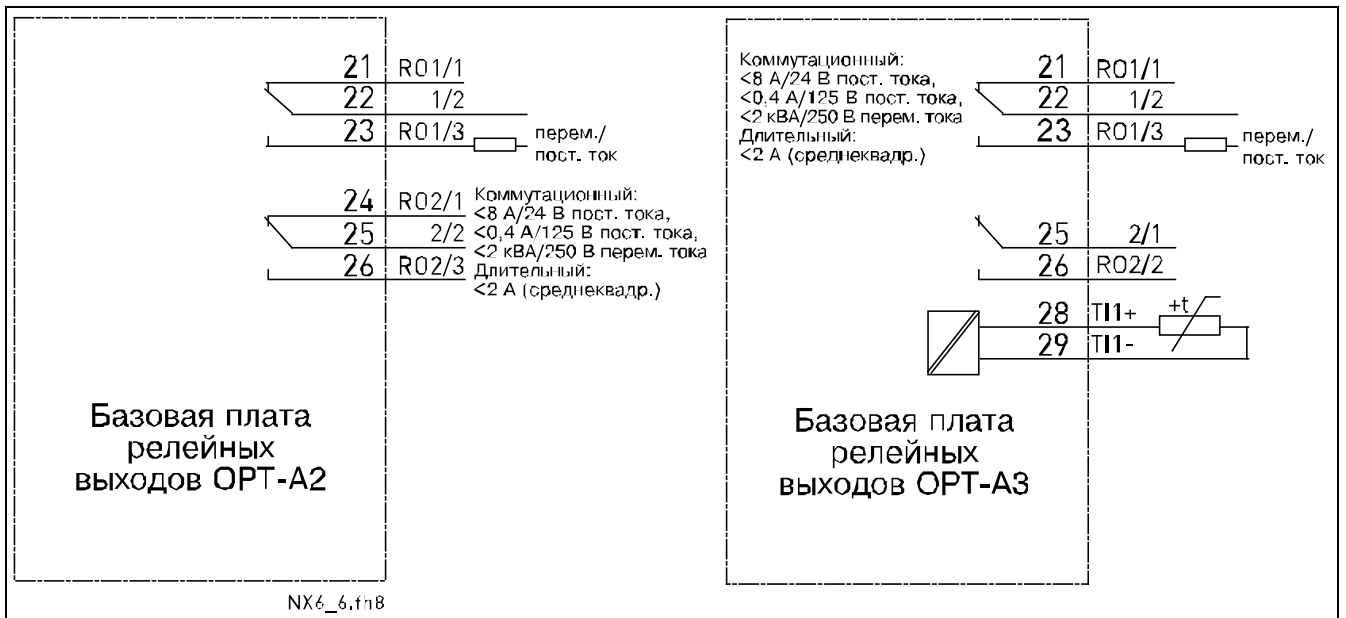 21 RO1/1
22 1/2
23 RO1/3
перем./
пост. ток
24 RO2/1
25 2/2
26 RO2/3
Коммутационный:
<8 А/24 В пост. тока,
<0,4 А/125 В пост. тока,
<2 кВА/250 В перем. тока
Длительный:
<2 А (среднеквадр.)
Базовая плата
релейных
выходов OPT-A2
NX6_6.fh8
Коммутационный:
<8 А/24 В пост. тока,
<0,4 А/125 В пост. тока,
<2 кВА/250 В перем. тока
Длительный:
<2 А (среднеквадр.)
21 RO1/1
22 1/2
23 RO1/3
перем./
пост. ток
25 2/1
26 RO2/2
28 TI1+
+t
29 TI1-
Базовая плата
релейных
выходов OPT-A3